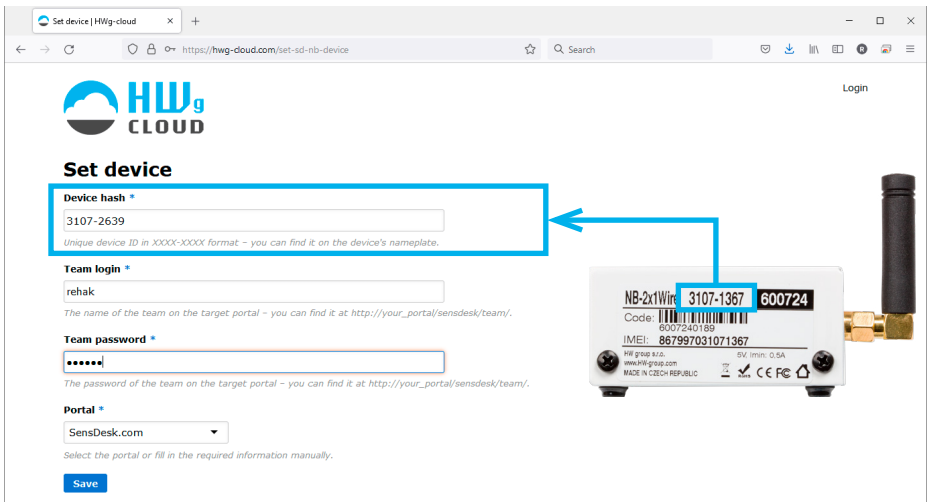 Set device | HWg-cloud
https://hwg-cloud.com/set-sd-nb-device
Search
Login
HWg
CLOUD
Set device
Device hash *
3107-2639
Unique device ID in XXXX-XXXX format – you can find it on the device's nameplate.
Team login *
rehak
The name of the team on the target portal – you can find it at http://your_portal/sensdesk/team/.
Team password *
••••••
The password of the team on the target portal – you can find it at http://your_portal/sensdesk/team/.
Portal *
SensDesk.com
Select the portal or fill in the required information manually.
Save
NB-2x1Wire 3107-1367 600724
Code:
6007240189
IMEI: 867997031071367
HW group s.r.o. 5V, Imin: 0,5A
www.HW-group.com
MADE IN CZECH REPUBLIC RoHS CE FC